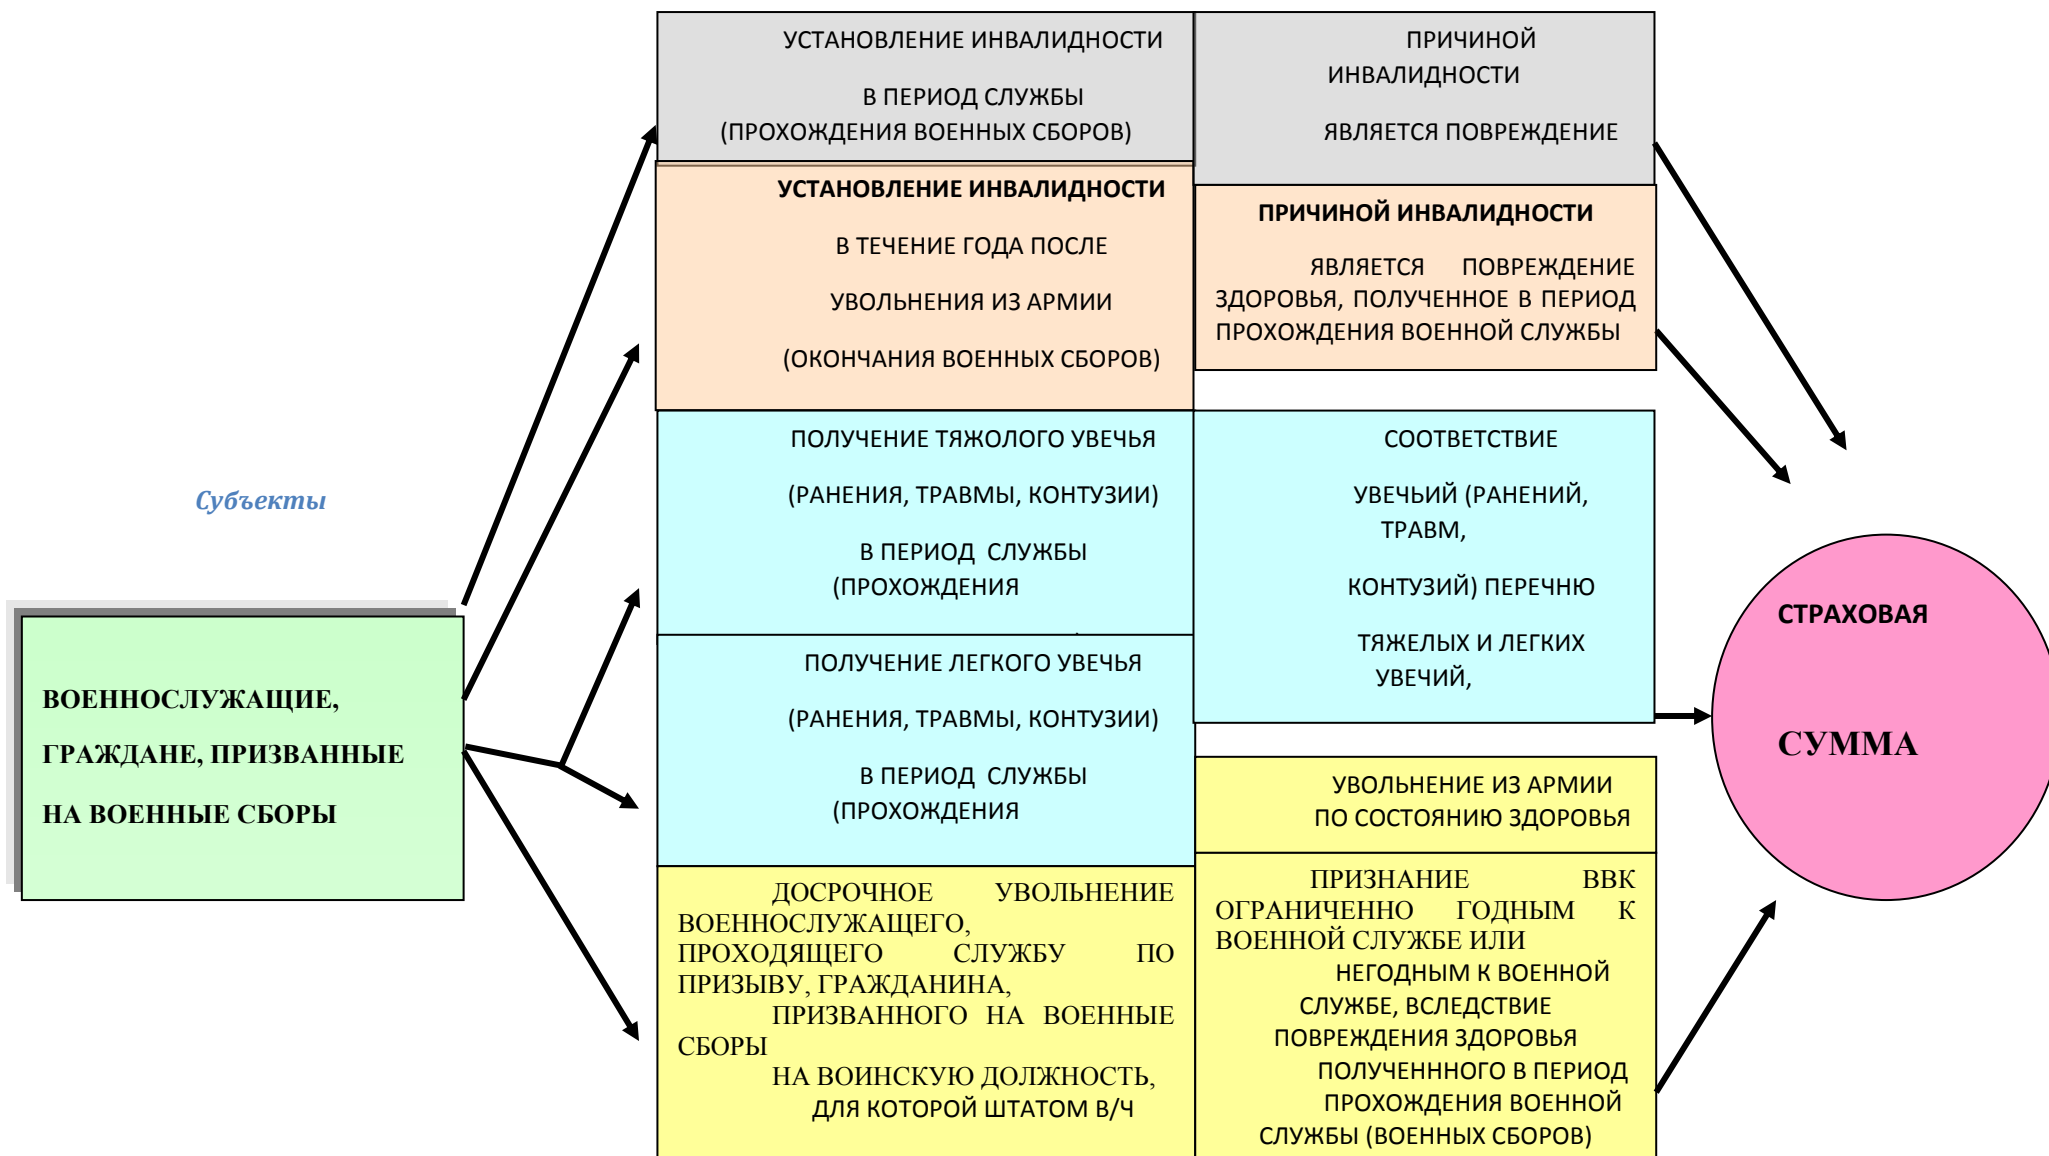 Субъекты
ВОЕННОСЛУЖАЩИЕ,
ГРАЖДАНЕ, ПРИЗВАННЫЕ
НА ВОЕННЫЕ СБОРЫ
УСТАНОВЛЕНИЕ ИНВАЛИДНОСТИ
В ПЕРИОД СЛУЖБЫ
(ПРОХОЖДЕНИЯ ВОЕННЫХ СБОРОВ)
ПРИЧИНОЙ
ИНВАЛИДНОСТИ
ЯВЛЯЕТСЯ ПОВРЕЖДЕНИЕ
УСТАНОВЛЕНИЕ ИНВАЛИДНОСТИ
В ТЕЧЕНИЕ ГОДА ПОСЛЕ
УВОЛЬНЕНИЯ ИЗ АРМИИ
(ОКОНЧАНИЯ ВОЕННЫХ СБОРОВ)
ПРИЧИНОЙ ИНВАЛИДНОСТИ
ЯВЛЯЕТСЯ ПОВРЕЖДЕНИЕ
ЗДОРОВЬЯ, ПОЛУЧЕННОЕ В ПЕРИОД
ПРОХОЖДЕНИЯ ВОЕННОЙ СЛУЖБЫ
ПОЛУЧЕНИЕ ТЯЖОЛОГО УВЕЧЬЯ
(РАНЕНИЯ, ТРАВМЫ, КОНТУЗИИ)
В ПЕРИОД СЛУЖБЫ
(ПРОХОЖДЕНИЯ
ПОЛУЧЕНИЕ ЛЕГКОГО УВЕЧЬЯ
(РАНЕНИЯ, ТРАВМЫ, КОНТУЗИИ)
В ПЕРИОД СЛУЖБЫ
(ПРОХОЖДЕНИЯ
СООТВЕТСТВИЕ
УВЕЧЬИЙ (РАНЕНИЙ,
ТРАВМ,
КОНТУЗИЙ) ПЕРЕЧНЮ
ТЯЖЕЛЫХ И ЛЕГКИХ
УВЕЧИЙ,
ДОСРОЧНОЕ УВОЛЬНЕНИЕ
ВОЕННОСЛУЖАЩЕГО,
ПРОХОДЯЩЕГО СЛУЖБУ ПО
ПРИЗЫВУ, ГРАЖДАНИНА,
ПРИЗВАННОГО НА ВОЕННЫЕ
СБОРЫ
НА ВОИНСКУЮ ДОЛЖНОСТЬ,
ДЛЯ КОТОРОЙ ШТАТОМ В/Ч
УВОЛЬНЕНИЕ ИЗ АРМИИ
ПО СОСТОЯНИЮ ЗДОРОВЬЯ
ПРИЗНАНИЕ ВВК
ОГРАНИЧЕННО ГОДНЫМ К
ВОЕННОЙ СЛУЖБЕ ИЛИ
НЕГОДНЫМ К ВОЕННОЙ
СЛУЖБЕ, ВСЛЕДСТВИЕ
ПОВРЕЖДЕНИЯ ЗДОРОВЬЯ
ПОЛУЧЕНННОГО В ПЕРИОД
ПРОХОЖДЕНИЯ ВОЕННОЙ
СЛУЖБЫ (ВОЕННЫХ СБОРОВ)
СТРАХОВАЯ
СУММА